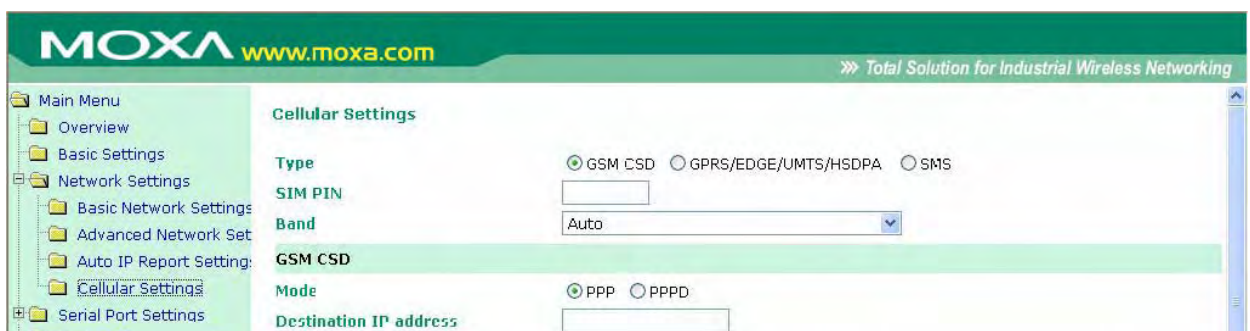 MOXA www.moxa.com
Total Solution for Industrial Wireless Networking
Main Menu
Overview
Basic Settings
Network Settings
Basic Network Settings
Advanced Network Set
Auto IP Report Setting
Cellular Settings
Serial Port Settings
Cellular Settings
Type GSM CSD GPRS/EDGE/UMTS/HSDPA SMS
SIM PIN
Band Auto
GSM CSD
Mode PPP PPPD
Destination IP address